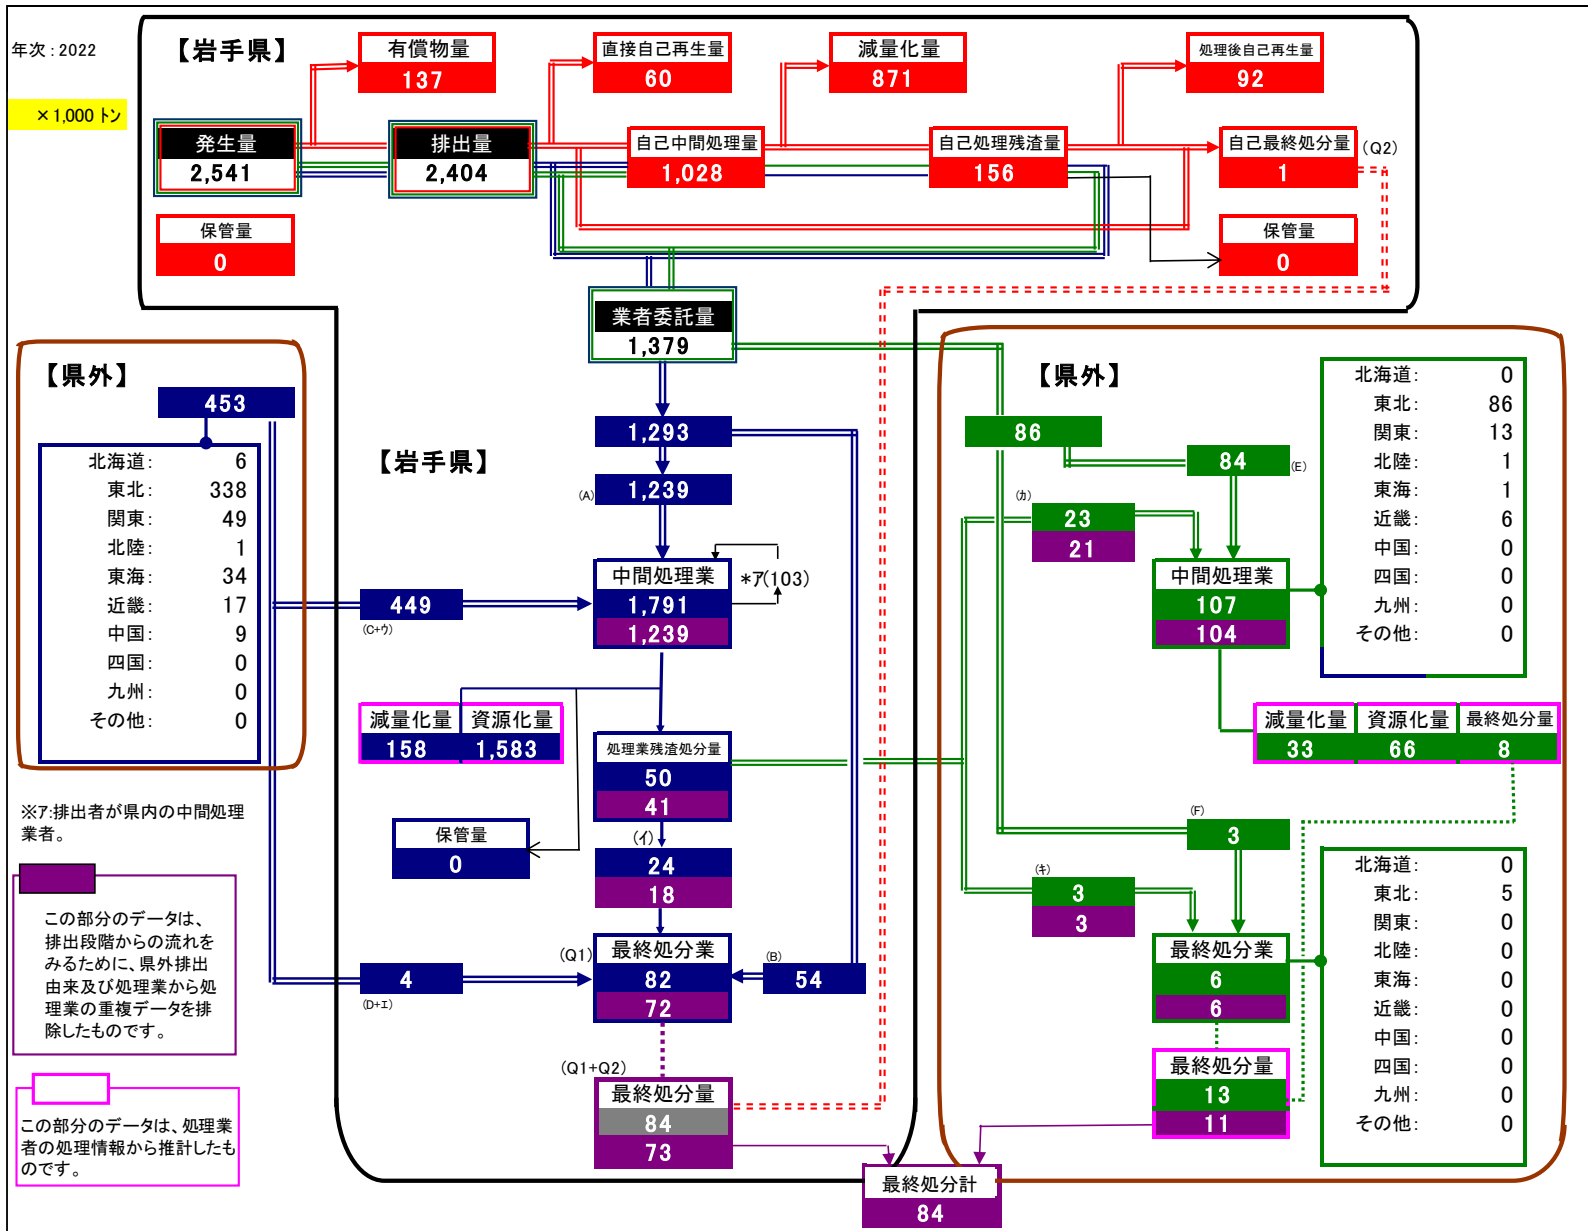 年次：2022
×1,000 トン
【岩手県】
有償物量
137
直接自己再生量
60
減量化量
871
処理後自己再生量
92
発生量
2,541
排出量
2,404
自己中間処理量
1,028
自己処理残渣量
156
自己最終処分量
1
(Q2)
保管量
0
保管量
0
業者委託量
1,379
【県外】
453
北海道： 6
東北： 338
関東： 49
北陸： 1
東海： 34
近畿： 17
中国： 9
四国： 0
九州： 0
その他： 0
【岩手県】
1,293
(A)
1,239
中間処理業
1,791
1,239
*ア(103)
449
(C+ウ)
減量化量
158
資源化量
1,583
処理業残渣処分量
50
41
保管量
0
(イ)
24
18
(Q1)
最終処分業
82
72
(B)
54
4
(D+エ)
(Q1+Q2)
最終処分量
84
73
【県外】
86
84
(E)
(カ)
23
21
中間処理業
107
104
北海道： 0
東北： 86
関東： 13
北陸： 1
東海： 1
近畿： 6
中国： 0
四国： 0
九州： 0
その他： 0
減量化量
33
資源化量
66
最終処分量
8
(F)
3
(キ)
3
3
最終処分業
6
6
最終処分量
13
11
北海道： 0
東北： 5
関東： 0
北陸： 0
東海： 0
近畿： 0
中国： 0
四国： 0
九州： 0
その他： 0
最終処分計
84
※ア:排出者が県内の中間処理
業者。
この部分のデータは、
排出段階からの流れを
みるために、県外排出
由来及び処理業から処
理業の重複データを排
除したものです。
この部分のデータは、処理業
者の処理情報から推計したも
のです。